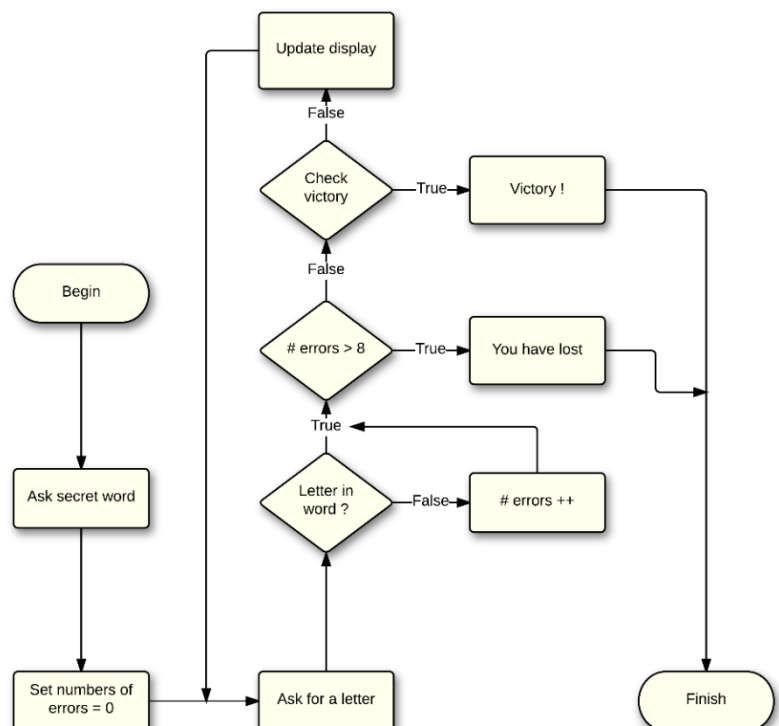 Update display
False
Check
victory
True
Victory !
False
Begin
# errors > 8
True
You have lost
True
Letter in
word ?
False
# errors ++
Ask secret word
Set numbers of
errors = 0
Ask for a letter
Finish